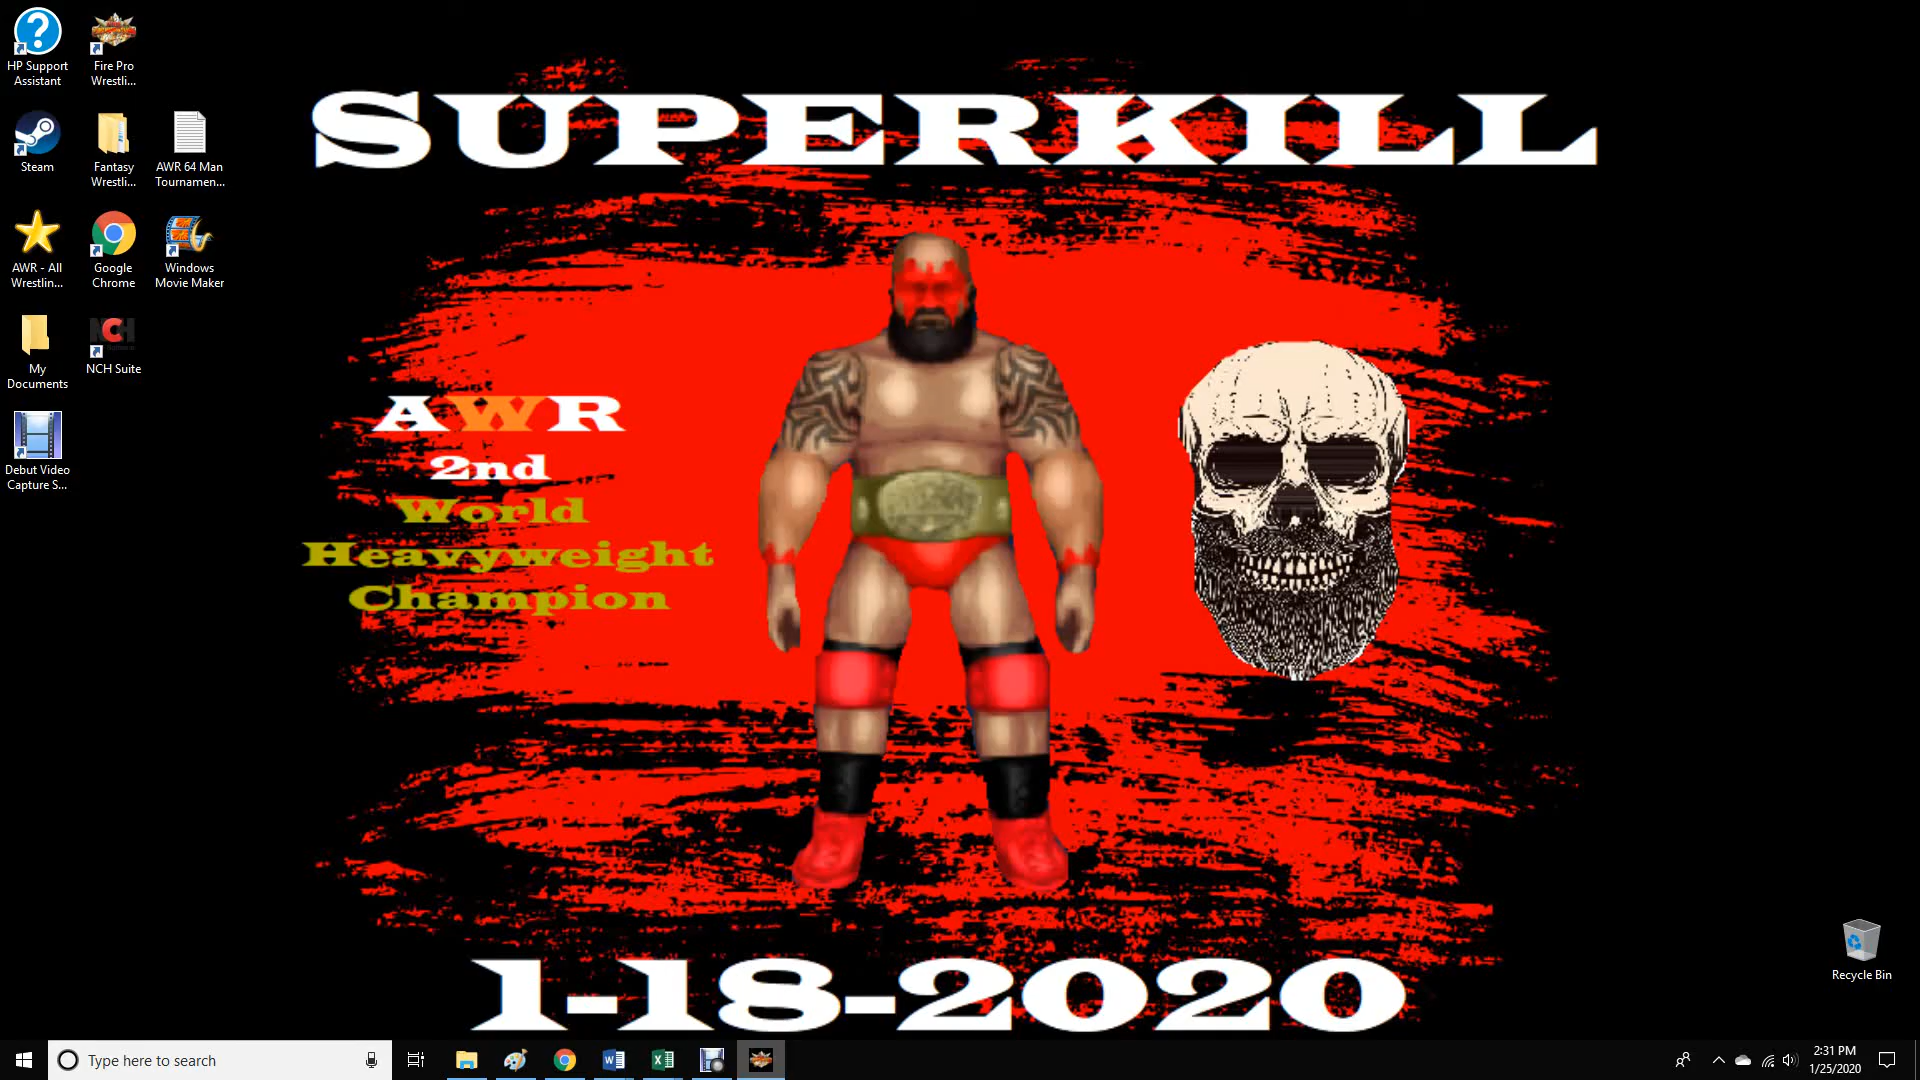 HP Support
Assistant
Fire Pro
Wrestli...
Steam
Fantasy
Wrestli...
AWR 64 Man
Tournamen...
AWR - All
Wrestlin...
Google
Chrome
Windows
Movie Maker
My
Documents
NCH
NCH Suite
Debut Video
Capture S...
SUPERKILL
AWR
2nd
World
Heavyweight
Champion
1-18-2020
Recycle Bin
Type here to search
2:31 PM
1/25/2020